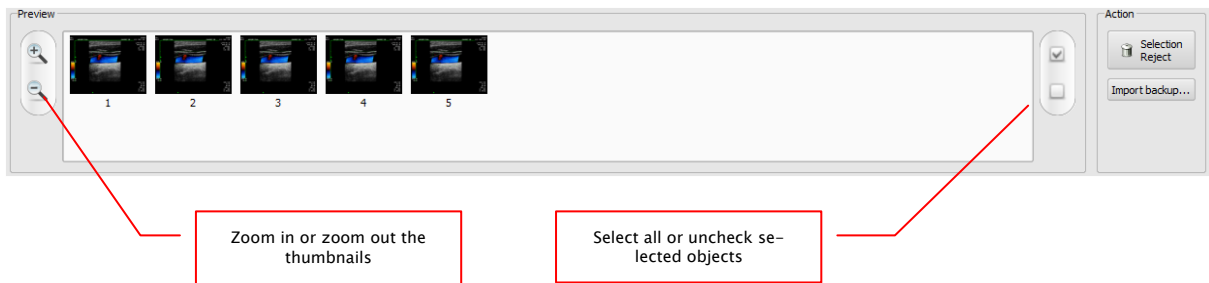 Preview
Action
Selection
Reject
Import backup...
1 2 3 4 5
Zoom in or zoom out the
thumbnails
Select all or uncheck se-
lected objects